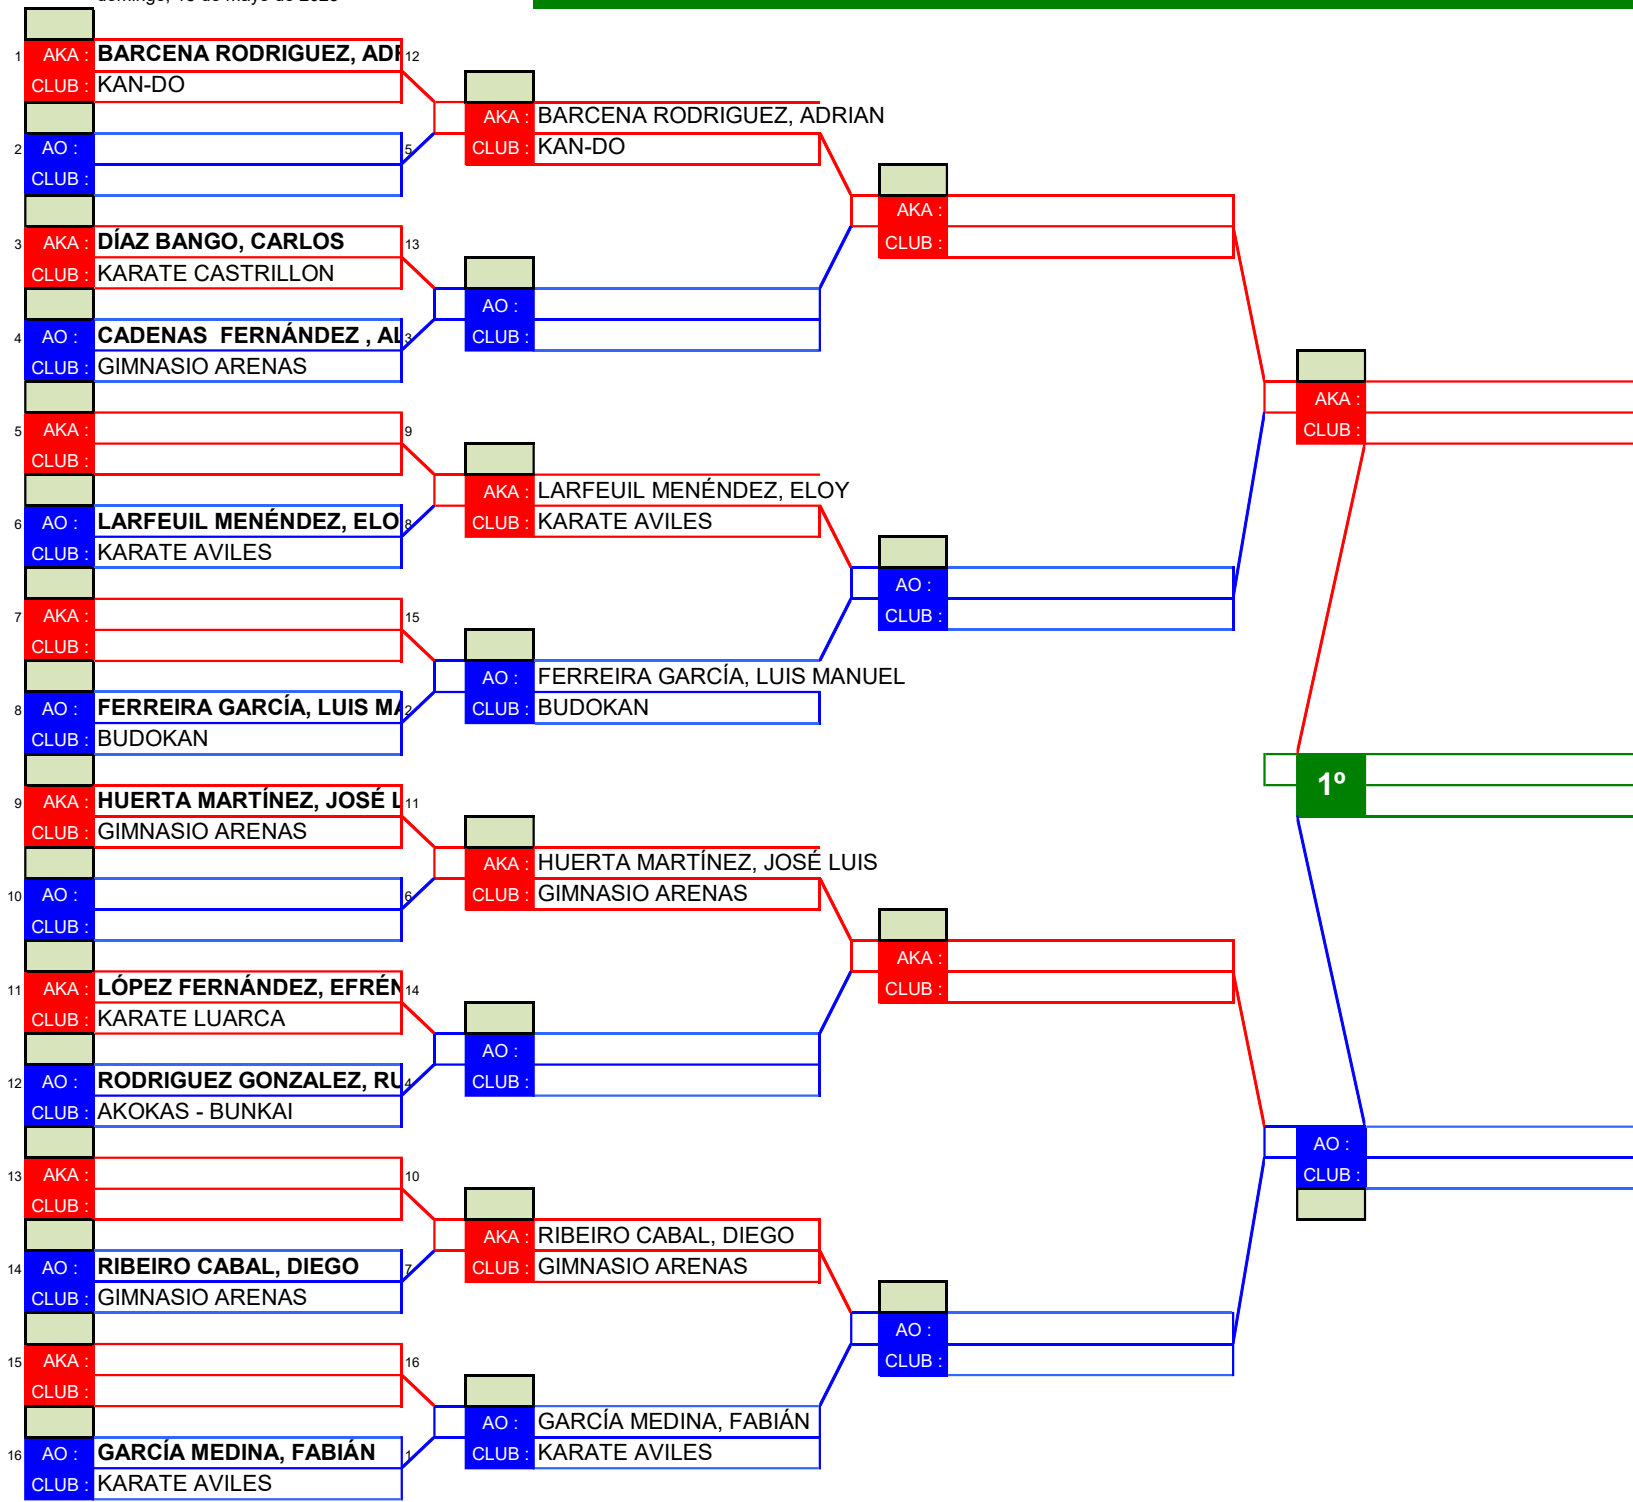 1 AKA : BARCENA RODRIGUEZ, ADR 12
CLUB : KAN-DO
2 AO : 5
CLUB :
3 AKA : DÍAZ BANGO, CARLOS 13
CLUB : KARATE CASTRILLON
4 AO : CADENAS FERNÁNDEZ , AL 3
CLUB : GIMNASIO ARENAS
5 AKA : 9
CLUB :
6 AO : LARFEUIL MENÉNDEZ, ELO 8
CLUB : KARATE AVILES
7 AKA : 15
CLUB :
8 AO : FERREIRA GARCÍA, LUIS MA 2
CLUB : BUDOKAN
9 AKA : HUERTA MARTÍNEZ, JOSÉ L 11
CLUB : GIMNASIO ARENAS
10 AO : 6
CLUB :
11 AKA : LÓPEZ FERNÁNDEZ, EFRÉN 14
CLUB : KARATE LUARCA
12 AO : RODRIGUEZ GONZALEZ, RU 4
CLUB : AKOKAS - BUNKAI
13 AKA : 10
CLUB :
14 AO : RIBEIRO CABAL, DIEGO 7
CLUB : GIMNASIO ARENAS
15 AKA : 16
CLUB :
16 AO : GARCÍA MEDINA, FABIÁN 1
CLUB : KARATE AVILES
AKA : BARCENA RODRIGUEZ, ADRIAN
CLUB : KAN-DO
AO :
CLUB :
AKA : LARFEUIL MENÉNDEZ, ELOY
CLUB : KARATE AVILES
AO : FERREIRA GARCÍA, LUIS MANUEL
CLUB : BUDOKAN
AKA : HUERTA MARTÍNEZ, JOSÉ LUIS
CLUB : GIMNASIO ARENAS
AO :
CLUB :
AKA : RIBEIRO CABAL, DIEGO
CLUB : GIMNASIO ARENAS
AO : GARCÍA MEDINA, FABIÁN
CLUB : KARATE AVILES
AKA :
CLUB :
AO :
CLUB :
AKA :
CLUB :
AO :
CLUB :
AKA :
CLUB :
1º
AO :
CLUB :